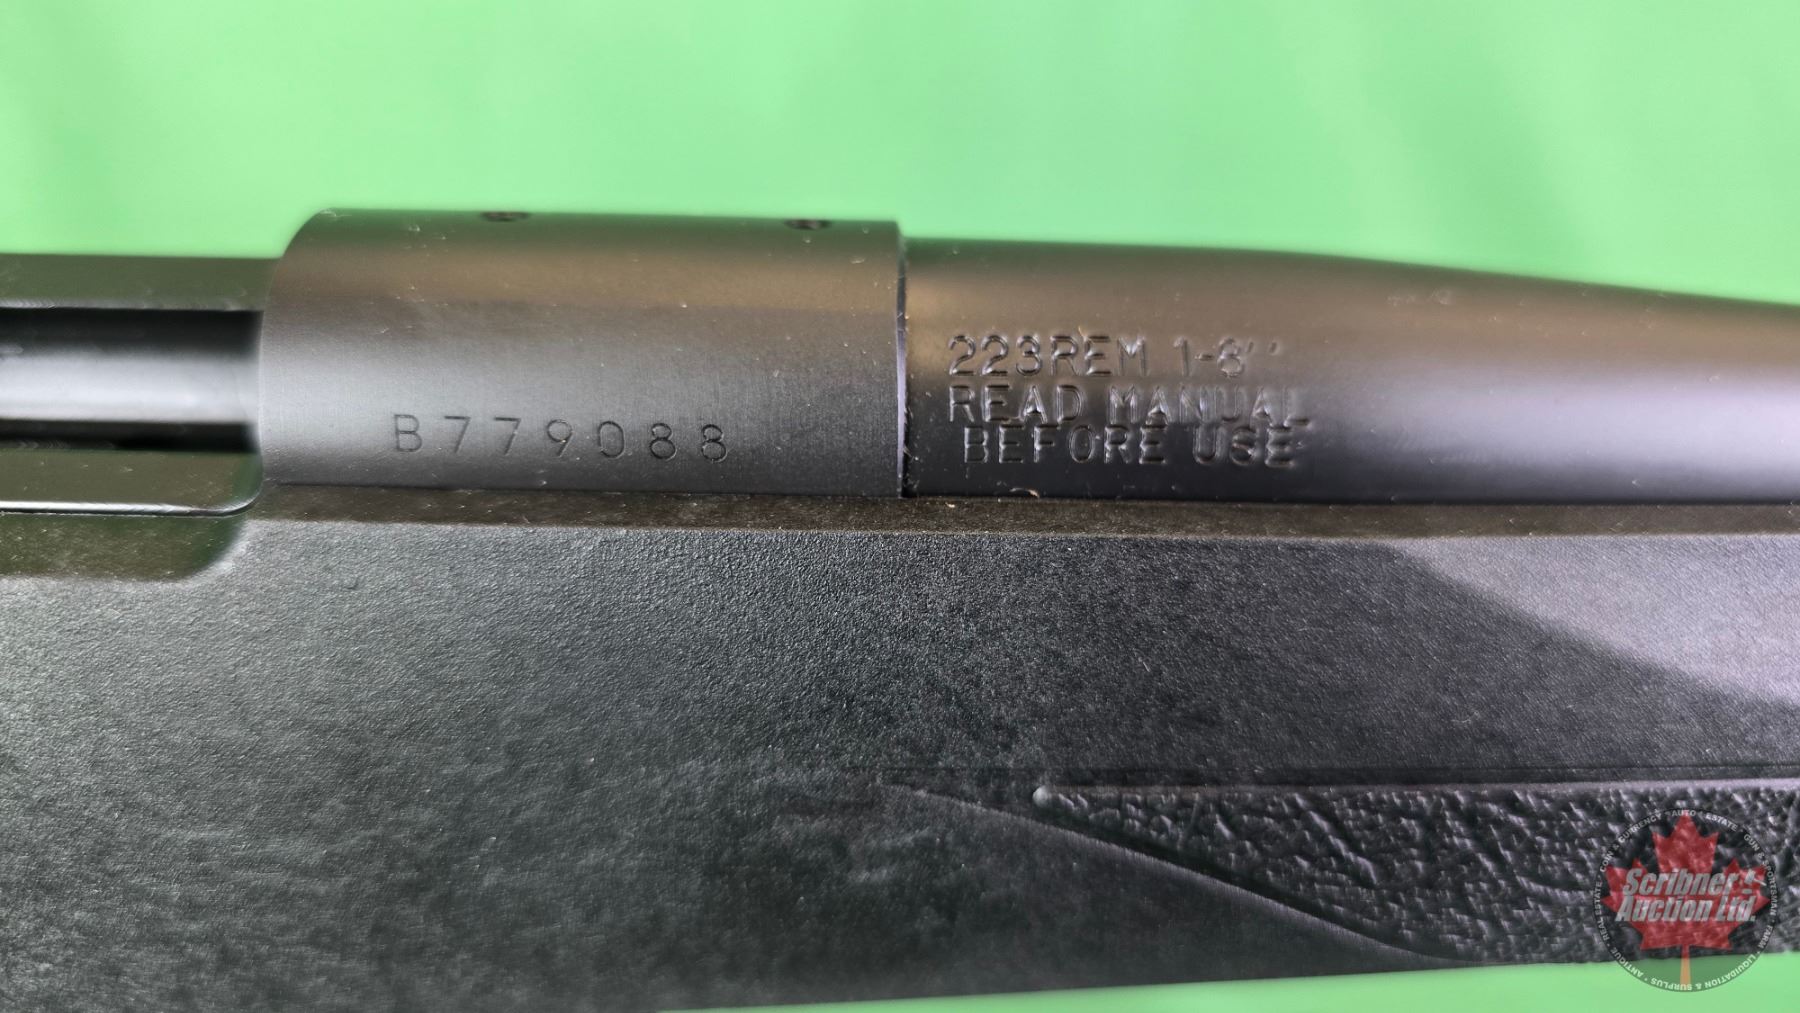 223REM 1-8''
READ MANUAL
BEFORE USE
B779088
Scribner
Auction Ltd.